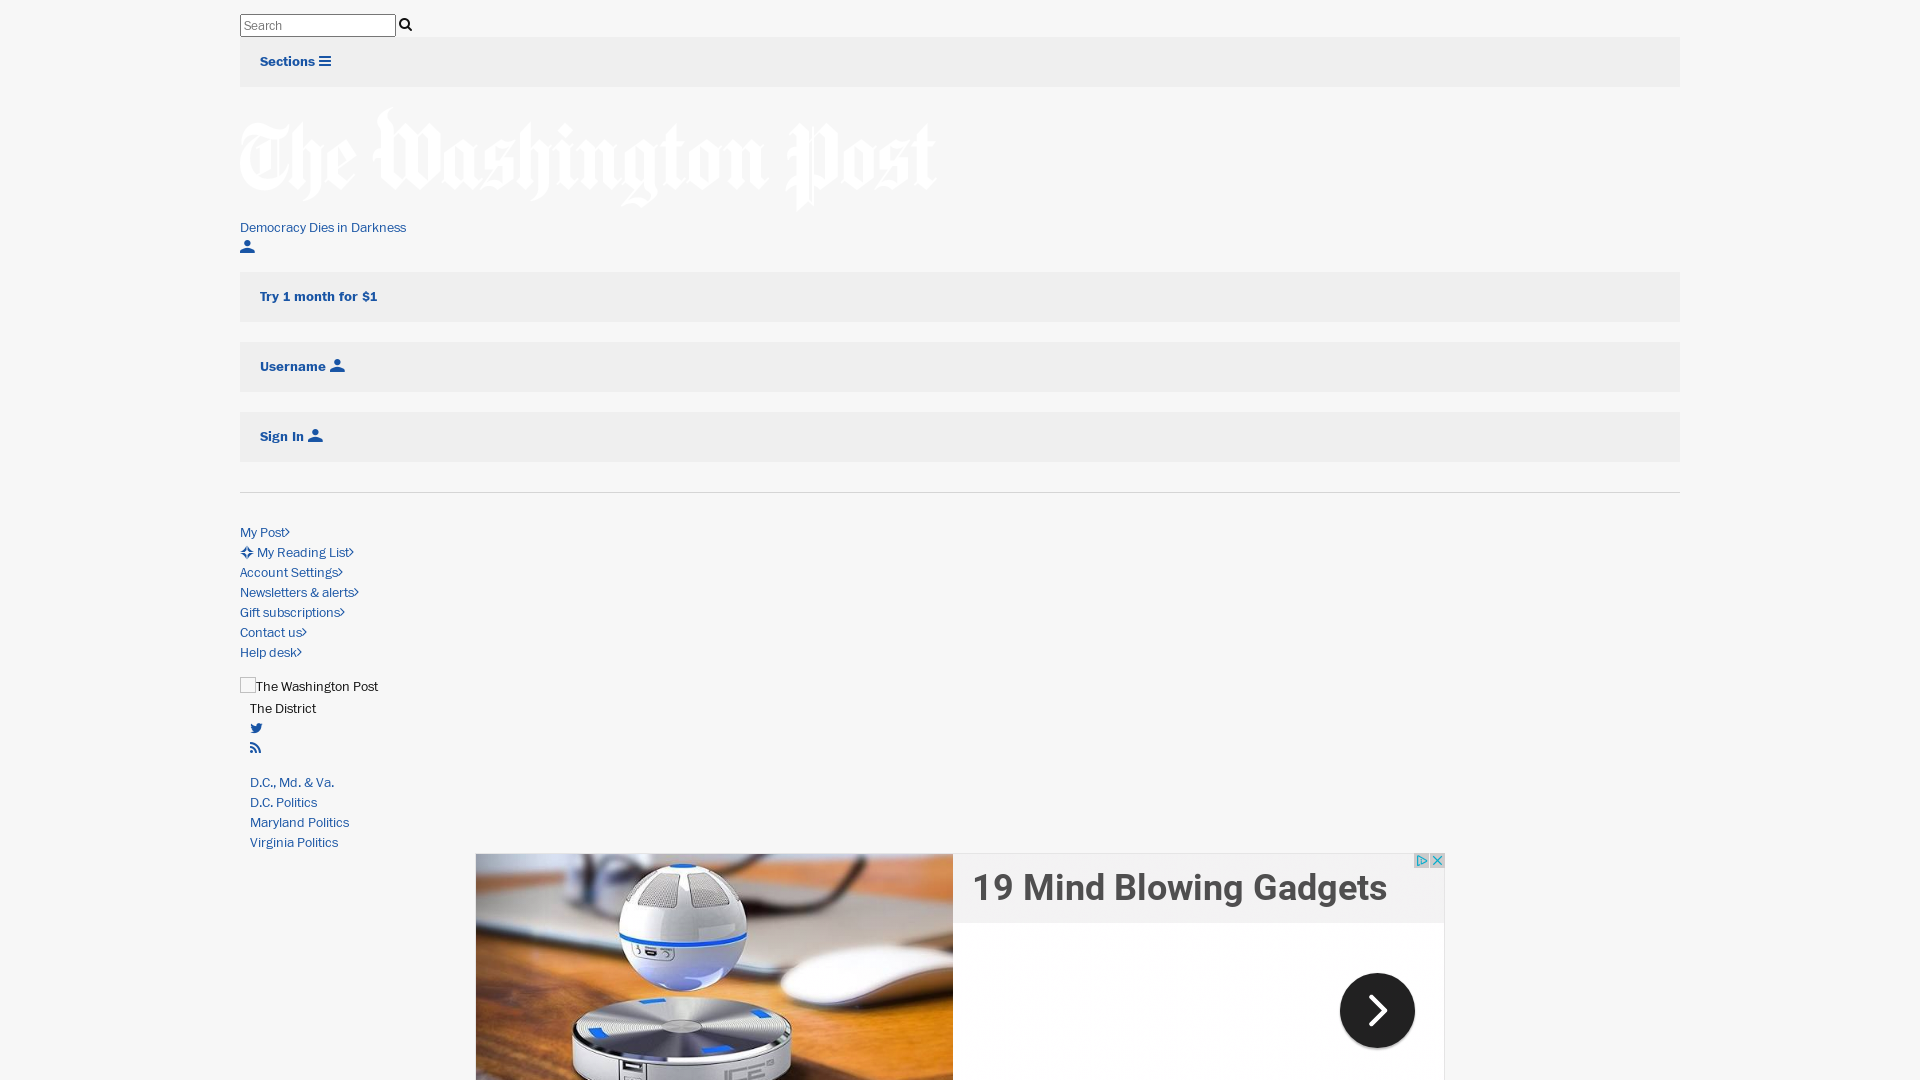 Search
Sections
The Washington Post
Democracy Dies in Darkness
Try 1 month for $1
Username
Sign In
My Post
My Reading List
Account Settings
Newsletters & alerts
Gift subscriptions
Contact us
Help desk
The Washington Post
The District
D.C., Md. & Va.
D.C. Politics
Maryland Politics
Virginia Politics
19 Mind Blowing Gadgets